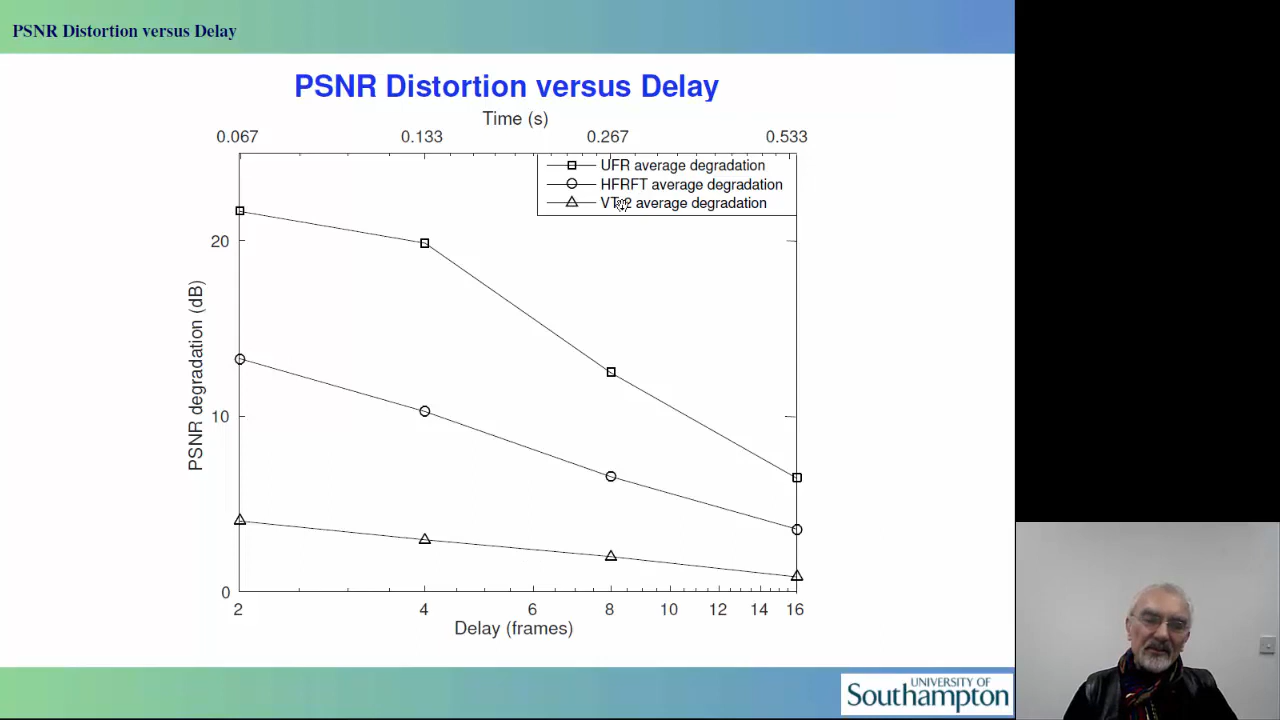 PSNR Distortion versus Delay
PSNR Distortion versus Delay
Time (s)
0.067 0.133 0.267 0.533
UFR average degradation
HFRFT average degradation
average degradation
PSNR degradation (dB)
20
10
0
2 4 6 8 10 12 14 16
Delay (frames)
UNIVERSITY OF
Southampton